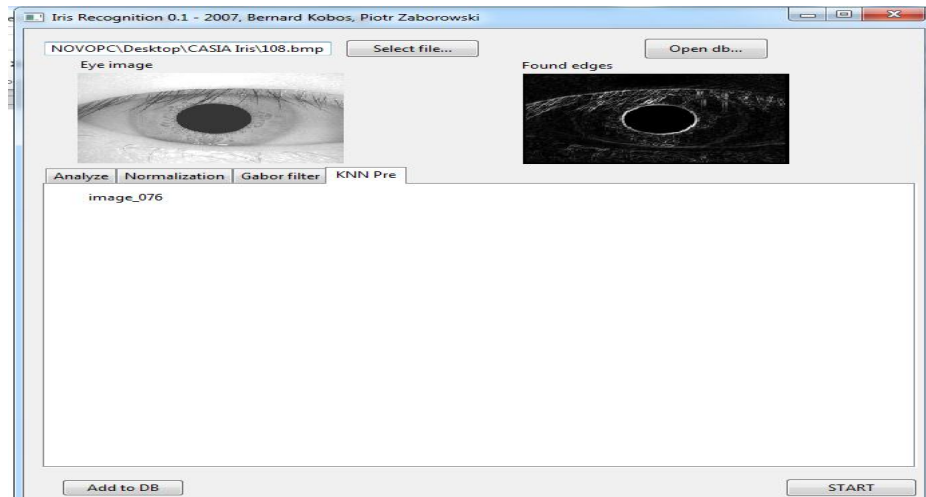 Iris Recognition 0.1 - 2007, Bernard Kobos, Piotr Zaborowski
NOVOPC\Desktop\CASIA Iris\108.bmp Select file... Open db...
Eye image Found edges
Analyze Normalization Gabor filter KNN Pre
image_076
Add to DB START